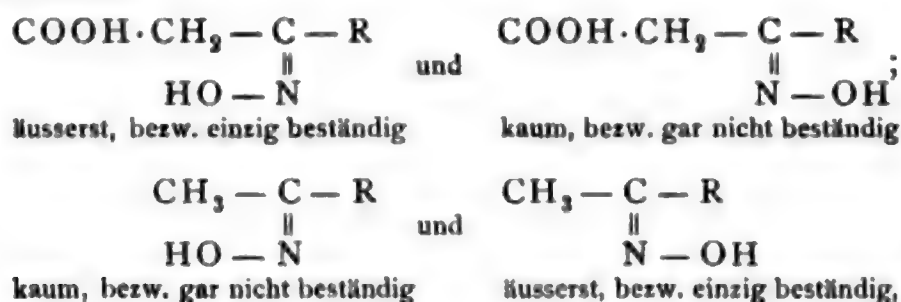 COOH·CH₂—C—R und COOH·CH₂—C—R
HO—N N—OH;
äusserst, bezw. einzig beständig kaum, bezw. gar nicht beständig
CH₃—C—R und CH₃—C—R
HO—N N—OH
kaum, bezw. gar nicht beständig äusserst, bezw. einzig beständig,